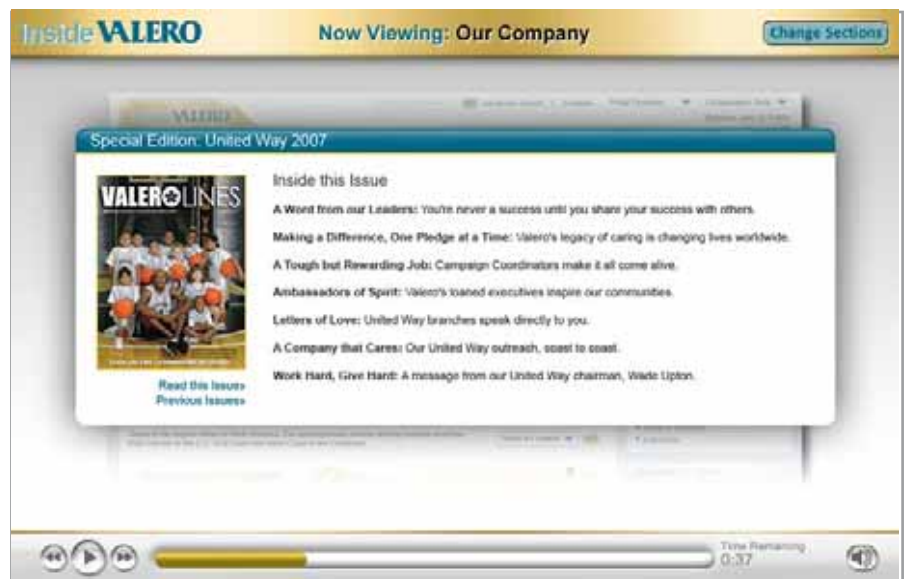 Inside VALERO
Now Viewing: Our Company
Change Sections
VALERO
Special Edition: United Way 2007
VALEROLINES
Inside this Issue
A Word from our Leaders: You're never a success until you share your success with others.
Making a Difference, One Pledge at a Time: Valero's legacy of caring is changing lives worldwide.
A Tough but Rewarding Job: Campaign Coordinators make it all come alive.
Ambassadors of Spirit: Valero's loaned executives inspire our communities.
Letters of Love: United Way branches speak directly to you.
A Company that Cares: Our United Way outreach, coast to coast.
Work Hard, Give Hard: A message from our United Way chairman, Wade Upton.
Read this Issue»
Previous Issues»
Time Remaining
0:37